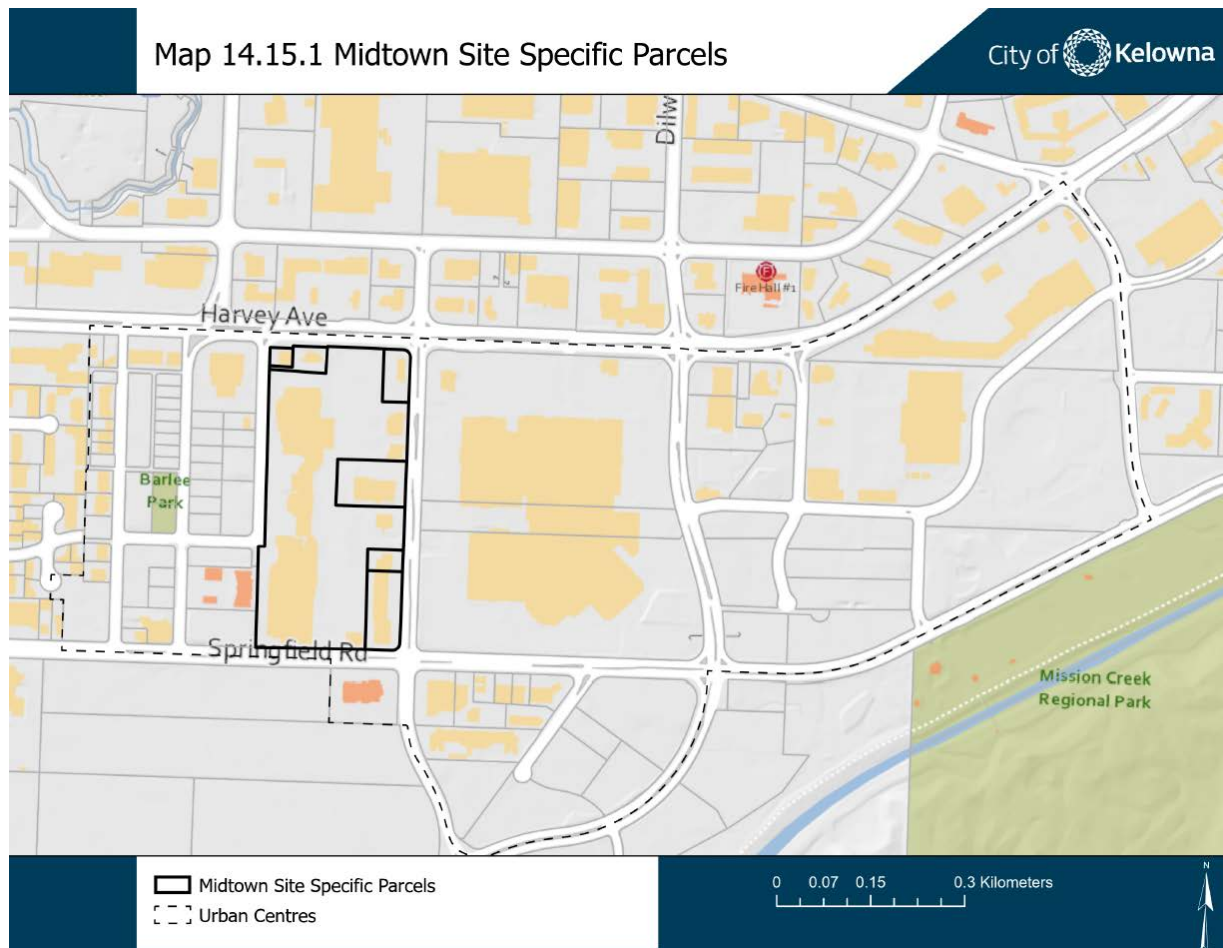 Map 14.15.1 Midtown Site Specific Parcels
City of Kelowna
Dilw
F
Fire Hall #1
Harvey Ave
Barlee
Park
Springfield Rd
Mission Creek
Regional Park
Midtown Site Specific Parcels
Urban Centres
0 0.07 0.15 0.3 Kilometers
N